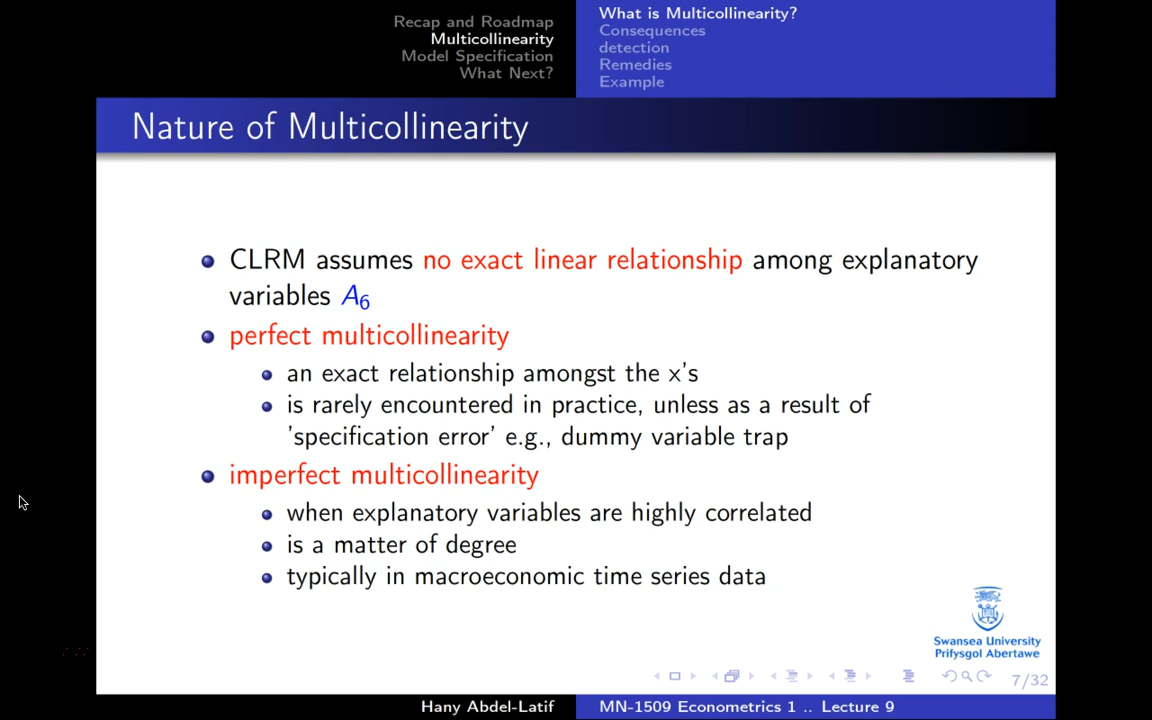 Recap and Roadmap
Multicollinearity
Model Specification
What Next?
What is Multicollinearity?
Consequences
detection
Remedies
Example
Nature of Multicollinearity
CLRM assumes no exact linear relationship among explanatory
variables A6
perfect multicollinearity
an exact relationship amongst the x's
is rarely encountered in practice, unless as a result of
'specification error' e.g., dummy variable trap
imperfect multicollinearity
when explanatory variables are highly correlated
is a matter of degree
typically in macroeconomic time series data
Swansea University
Prifysgol Abertawe
7/32
Hany Abdel-Latif
MN-1509 Econometrics 1 .. Lecture 9